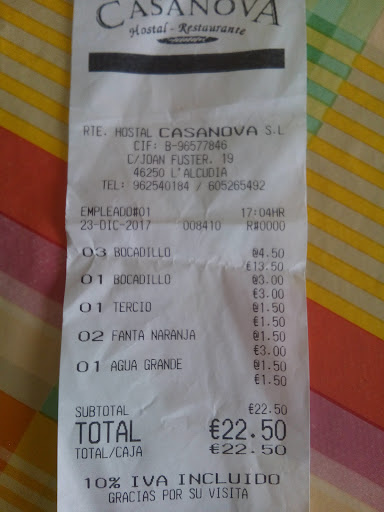 CASANOVA
Hostal - Restaurante
RTE. HOSTAL CASANOVA S.L
CIF: B-96577846
C/JOAN FUSTER. 19
46250 L'ALCUDIA
TEL: 962540184 / 605265492
EMPLEADO#01 17:04HR
23-DIC-2017 008410 R#0000
03 BOCADILLO @4.50
€13.50
01 BOCADILLO @3.00
€3.00
01 TERCIO @1.50
€1.50
02 FANTA NARANJA @1.50
€3.00
01 AGUA GRANDE @1.50
€1.50
SUBTOTAL €22.50
TOTAL €22.50
TOTAL/CAJA €22.50
10% IVA INCLUIDO
GRACIAS POR SU VISITA